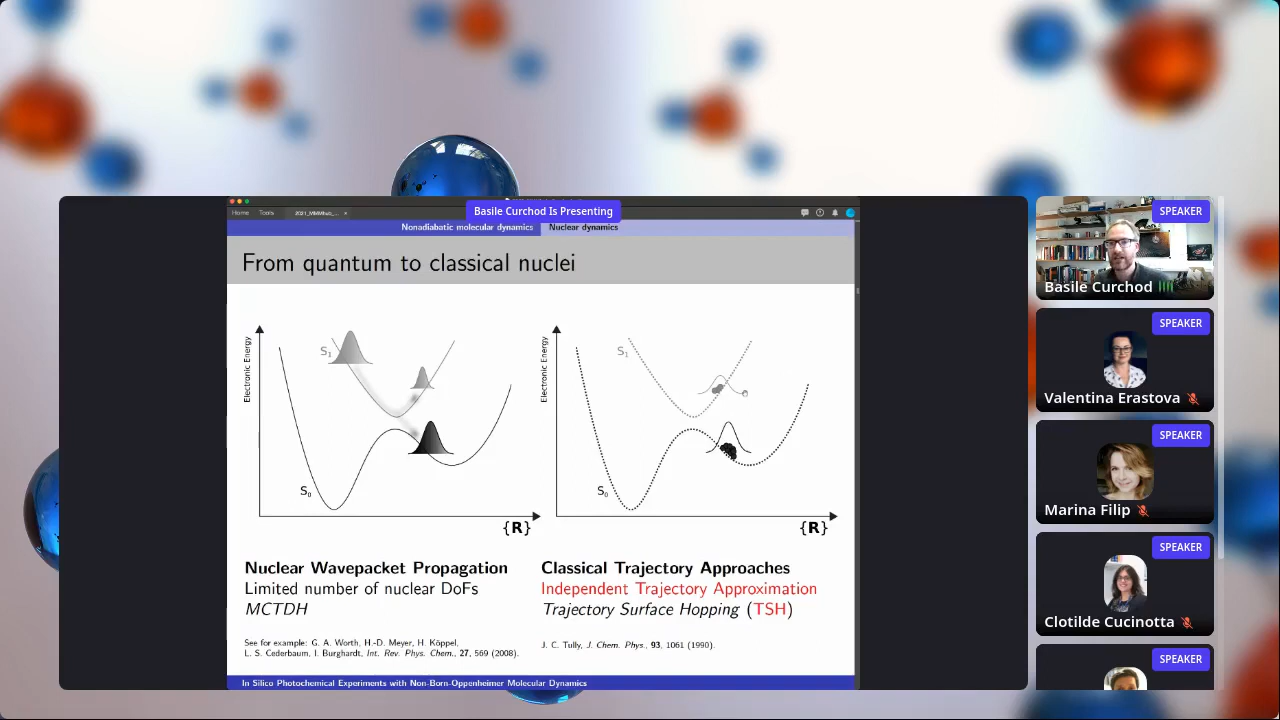 Home Tools 2021_MMMhub_... ×
Basile Curchod Is Presenting
Nonadiabatic molecular dynamics Nuclear dynamics
From quantum to classical nuclei
Electronic Energy
S1
S0
{R}
Electronic Energy
S1
S0
{R}
Nuclear Wavepacket Propagation
Limited number of nuclear DoFs
MCTDH
See for example: G. A. Worth, H.-D. Meyer, H. Köppel,
L. S. Cederbaum, I. Burghardt, Int. Rev. Phys. Chem., 27, 569 (2008).
Classical Trajectory Approaches
Independent Trajectory Approximation
Trajectory Surface Hopping (TSH)
J. C. Tully, J. Chem. Phys., 93, 1061 (1990).
In Silico Photochemical Experiments with Non-Born-Oppenheimer Molecular Dynamics
SPEAKER
Basile Curchod
SPEAKER
Valentina Erastova
SPEAKER
Marina Filip
SPEAKER
Clotilde Cucinotta
SPEAKER